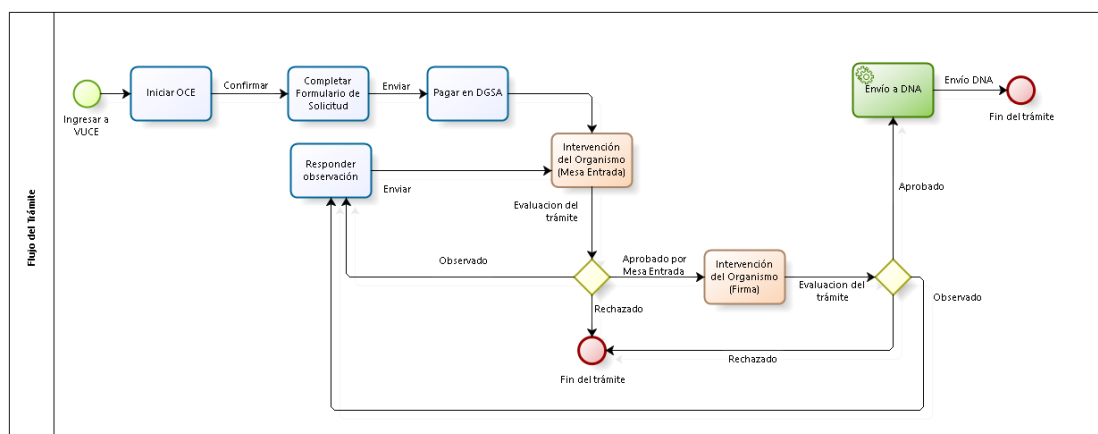 Flujo del Trámite
Ingresar a
VUCE
Iniciar OCE
Confirmar
Completar
Formulario de
Solicitud
Enviar
Pagar en DGSA
Intervención
del Organismo
(Mesa Entrada)
Responder
observación
Enviar
Evaluacion del
trámite
Observado
Aprobado por
Mesa Entrada
Rechazado
Fin del trámite
Intervención
del Organismo
(Firma)
Evaluacion del
trámite
Aprobado
Observado
Rechazado
Envío a DNA
Envío DNA
Fin del trámite